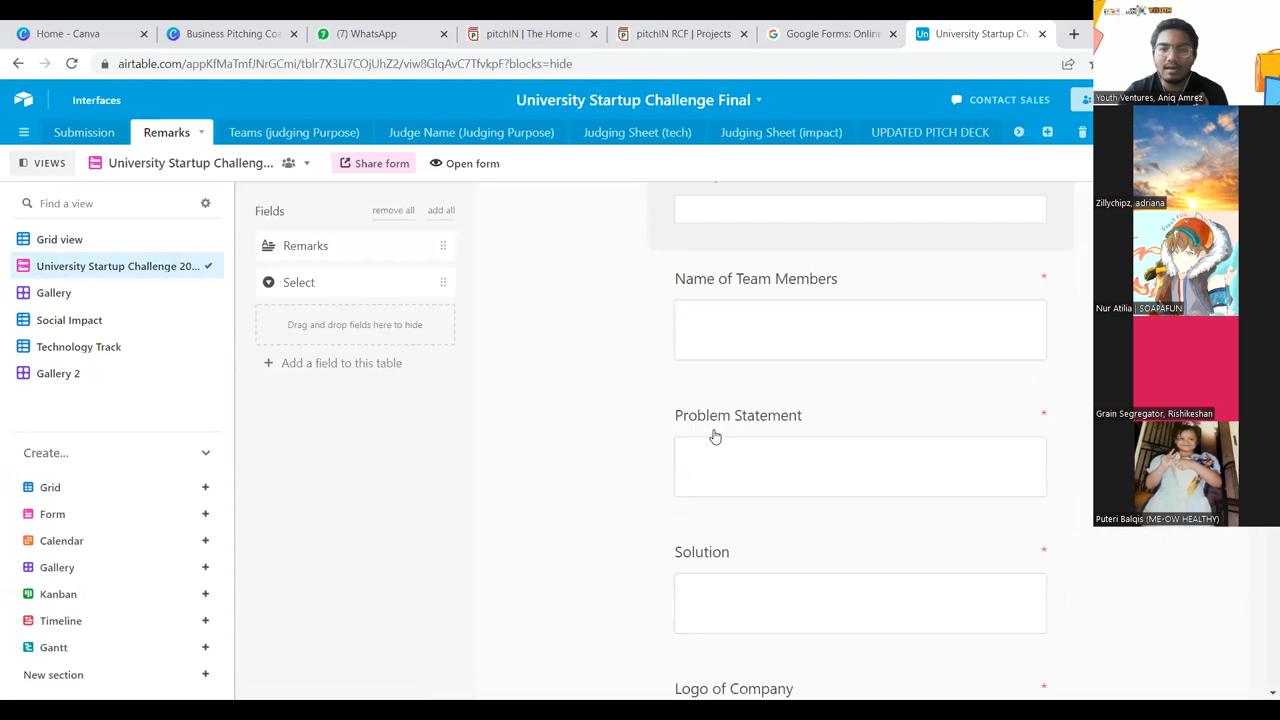 Home - Canva
Business Pitching Co
(7) WhatsApp
pitchIN | The Home o
pitchIN RCF | Projects
Google Forms: Online
University Startup Ch
airtable.com/appKfMaTmfJNrGCmi/tblr7X3Li7COjUhZ2/viw8GlqAvC7TfvkpF?blocks=hide
Interfaces
University Startup Challenge Final
CONTACT SALES
Submission
Remarks
Teams (judging Purpose)
Judge Name (Judging Purpose)
Judging Sheet (tech)
Judging Sheet (impact)
UPDATED PITCH DECK
VIEWS
University Startup Challeng...
Share form
Open form
Find a view
Grid view
University Startup Challenge 20...
Gallery
Social Impact
Technology Track
Gallery 2
Create...
Grid
Form
Calendar
Gallery
Kanban
Timeline
Gantt
New section
Fields
remove all
add all
Remarks
Select
Drag and drop fields here to hide
Add a field to this table
Name of Team Members *
Problem Statement *
Solution *
Logo of Company *
YOUTH
Youth Ventures, Aniq Amrez
Zillychipz, adriana
Nur Atilia | SOAPAFUN
Grain Segregator, Rishikeshan
Puteri Balqis (ME-OW HEALTHY)